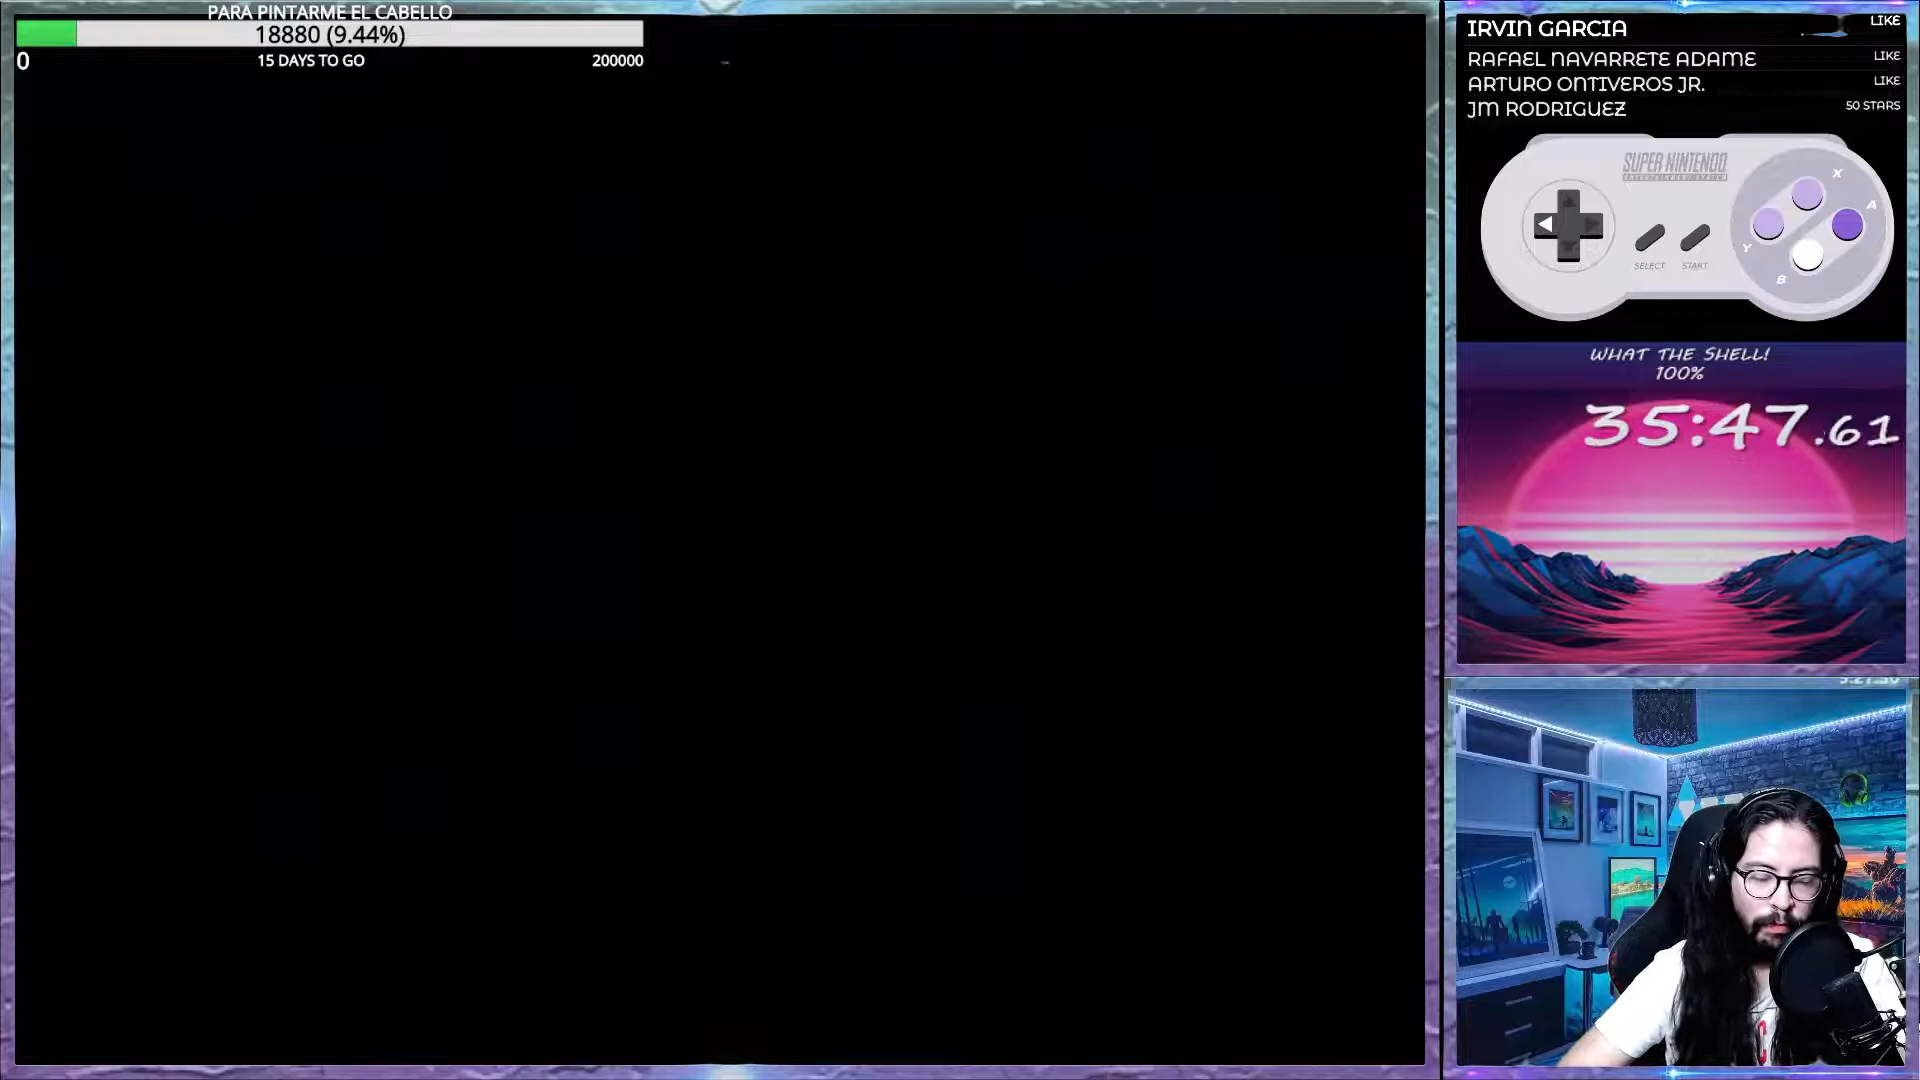 PARA PINTARME EL CABELLO
18880 (9.44%)
0
15 DAYS TO GO
200000
IRVIN GARCIA LIKE
RAFAEL NAVARRETE ADAME LIKE
ARTURO ONTIVEROS JR. LIKE
JM RODRIGUEZ 50 STARS
SUPER NINTENDO
ENTERTAINMENT SYSTEM
X
A
Y
B
SELECT START
WHAT THE SHELL!
100%
35:47.61